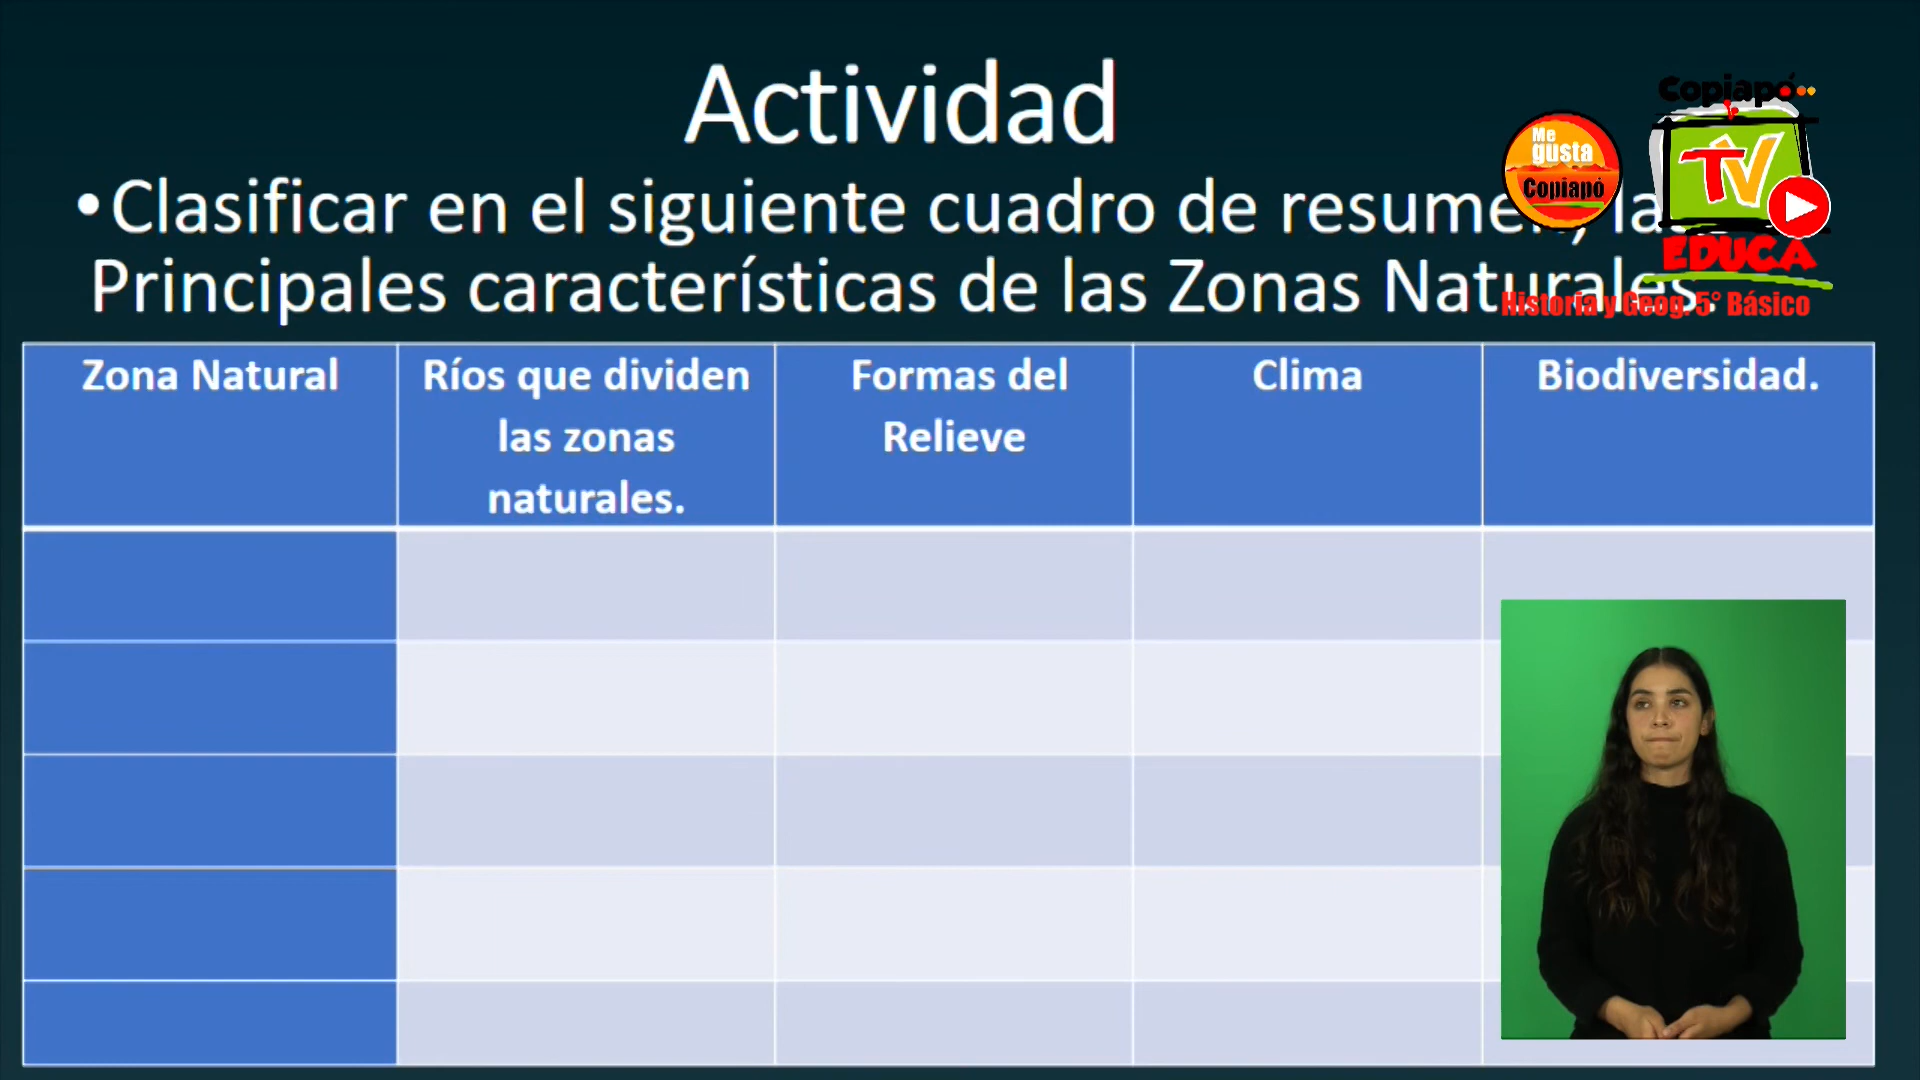 Actividad
• Clasificar en el siguiente cuadro de resumen, las
Principales características de las Zonas Naturales.
Copiapó
Me
gusta
Copiapó
TV
EDUCA
Historia y Geog. 5° Básico
Zona Natural
Ríos que dividen
las zonas
naturales.
Formas del
Relieve
Clima
Biodiversidad.